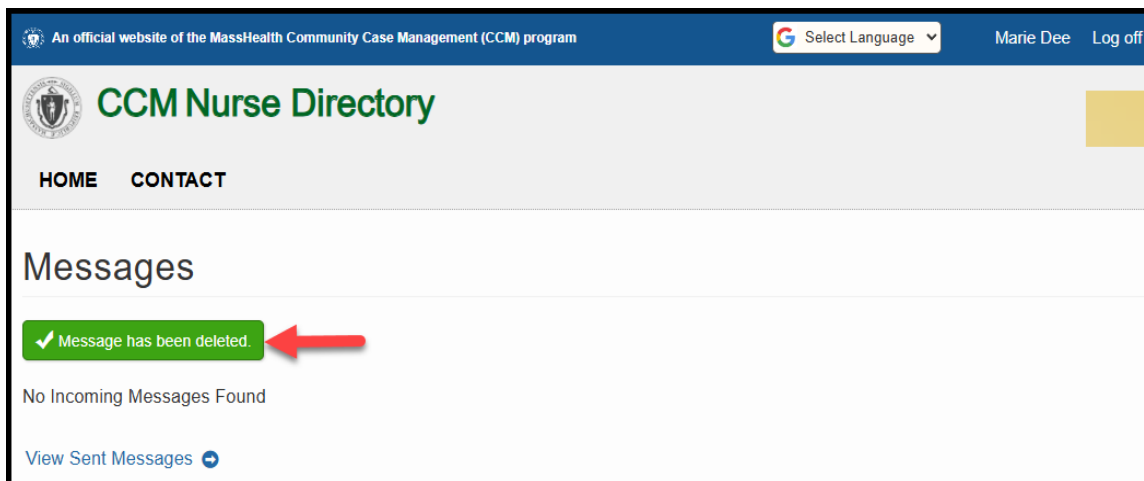 An official website of the MassHealth Community Case Management (CCM) program
Select Language
Marie Dee Log off
CCM Nurse Directory
HOME CONTACT
Messages
Message has been deleted.
No Incoming Messages Found
View Sent Messages